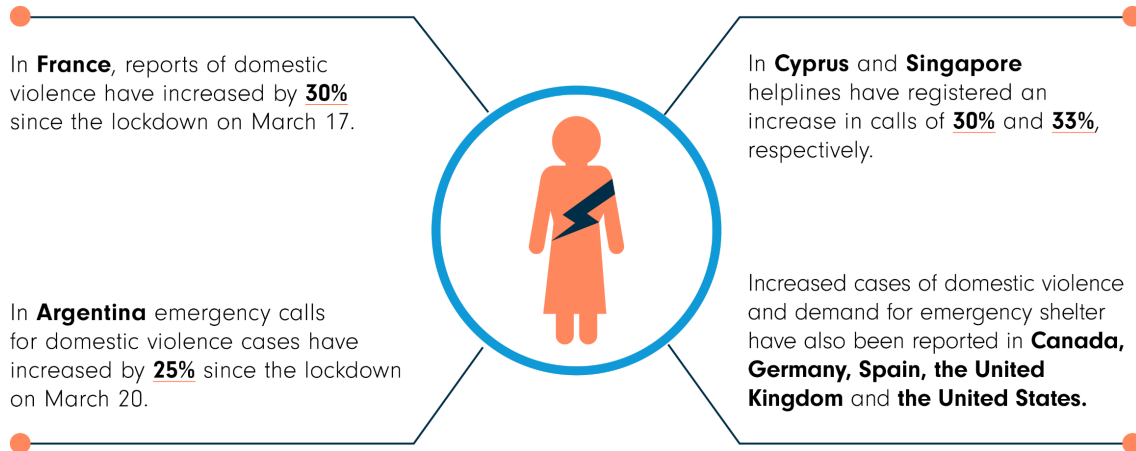 In France, reports of domestic
violence have increased by 30%
since the lockdown on March 17.
In Cyprus and Singapore
helplines have registered an
increase in calls of 30% and 33%,
respectively.
In Argentina emergency calls
for domestic violence cases have
increased by 25% since the lockdown
on March 20.
Increased cases of domestic violence
and demand for emergency shelter
have also been reported in Canada,
Germany, Spain, the United
Kingdom and the United States.